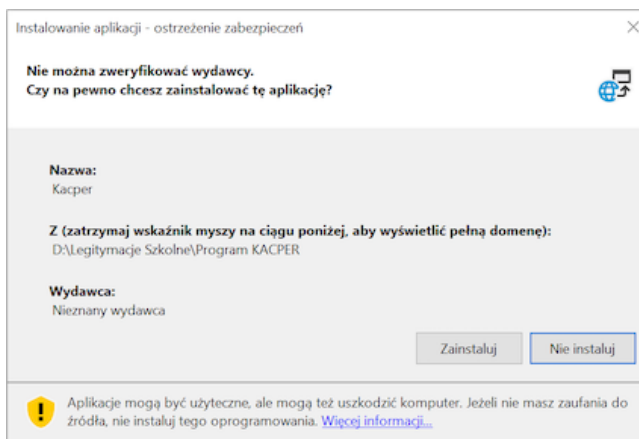 Instalowanie aplikacji - ostrzeżenie zabezpieczeń
Nie można zweryfikować wydawcy.
Czy na pewno chcesz zainstalować tę aplikację?
Nazwa:
Kacper
Z (zatrzymaj wskaźnik myszy na ciągu poniżej, aby wyświetlić pełną domenę):
D:\Legitymacje Szkolne\Program KACPER
Wydawca:
Nieznany wydawca
Zainstaluj Nie instaluj
Aplikacje mogą być użyteczne, ale mogą też uszkodzić komputer. Jeżeli nie masz zaufania do
źródła, nie instaluj tego oprogramowania. Więcej informacji...